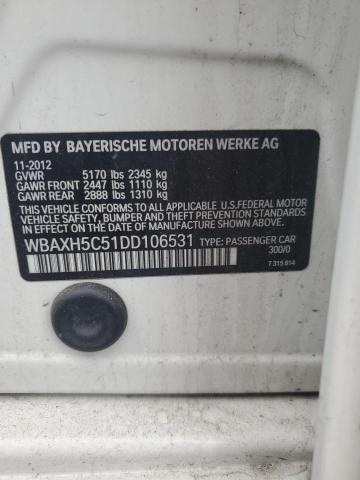 MFD BY BAYERISCHE MOTOREN WERKE AG
11-2012
GVWR 5170 lbs 2345 kg
GAWR FRONT 2447 lbs 1110 kg
GAWR REAR 2888 lbs 1310 kg
THIS VEHICLE CONFORMS TO ALL APPLICABLE U.S.FEDERAL MOTOR
VEHICLE SAFETY, BUMPER, AND THEFT PREVENTION STANDARDS
IN EFFECT ON THE DATE OF MANUFACTURE SHOWN ABOVE.
WBAXH5C51DD106531 TYPE: PASSENGER CAR
300/0
7 315 614